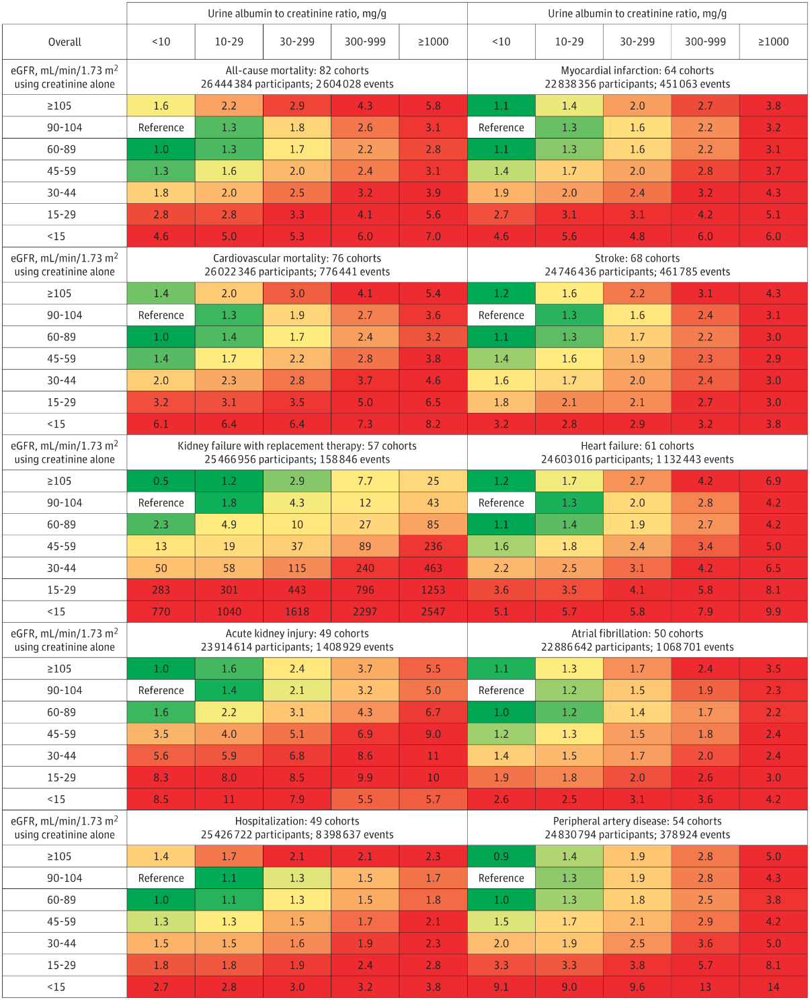 Urine albumin to creatinine ratio, mg/g Urine albumin to creatinine ratio, mg/g
Overall <10 10-29 30-299 300-999 ≥1000 <10 10-29 30-299 300-999 ≥1000
eGFR, mL/min/1.73 m2 All-cause mortality: 82 cohorts Myocardial infarction: 64 cohorts
using creatinine alone 26 444 384 participants; 2 604 028 events 22 838 356 participants; 451 063 events
≥105 1.6 2.2 2.9 4.3 5.8 1.1 1.4 2.0 2.7 3.8
90-104 Reference 1.3 1.8 2.6 3.1 Reference 1.3 1.6 2.2 3.2
60-89 1.0 1.3 1.7 2.2 2.8 1.1 1.3 1.6 2.2 3.1
45-59 1.3 1.6 2.0 2.4 3.1 1.4 1.7 2.0 2.8 3.7
30-44 1.8 2.0 2.5 3.2 3.9 1.9 2.0 2.4 3.2 4.3
15-29 2.8 2.8 3.3 4.1 5.6 2.7 3.1 3.1 4.2 5.1
<15 4.6 5.0 5.3 6.0 7.0 4.6 5.6 4.8 6.0 6.0
eGFR, mL/min/1.73 m2 Cardiovascular mortality: 76 cohorts Stroke: 68 cohorts
using creatinine alone 26 022 346 participants; 776 441 events 24 746 436 participants; 461 785 events
≥105 1.4 2.0 3.0 4.1 5.4 1.2 1.6 2.2 3.1 4.3
90-104 Reference 1.3 1.9 2.7 3.6 Reference 1.3 1.6 2.4 3.1
60-89 1.0 1.4 1.7 2.4 3.2 1.1 1.3 1.7 2.2 3.0
45-59 1.4 1.7 2.2 2.8 3.8 1.4 1.6 1.9 2.3 2.9
30-44 2.0 2.3 2.8 3.7 4.6 1.6 1.7 2.0 2.4 3.0
15-29 3.2 3.1 3.5 5.0 6.5 1.8 2.1 2.1 2.7 3.0
<15 6.1 6.4 6.4 7.3 8.2 3.2 2.8 2.9 3.2 3.8
eGFR, mL/min/1.73 m2 Kidney failure with replacement therapy: 57 cohorts Heart failure: 61 cohorts
using creatinine alone 25 466 956 participants; 158 846 events 24 603 016 participants; 1 132 443 events
≥105 0.5 1.2 2.9 7.7 25 1.2 1.7 2.7 4.2 6.9
90-104 Reference 1.8 4.3 12 43 Reference 1.3 2.0 2.8 4.2
60-89 2.3 4.9 10 27 85 1.1 1.4 1.9 2.7 4.2
45-59 13 19 37 89 236 1.6 1.8 2.4 3.4 5.0
30-44 50 58 115 240 463 2.2 2.5 3.1 4.2 6.5
15-29 283 301 443 796 1253 3.6 3.5 4.1 5.8 8.1
<15 770 1040 1618 2297 2547 5.1 5.7 5.8 7.9 9.9
eGFR, mL/min/1.73 m2 Acute kidney injury: 49 cohorts Atrial fibrillation: 50 cohorts
using creatinine alone 23 914 614 participants; 1 408 929 events 22 886 642 participants; 1 068 701 events
≥105 1.0 1.6 2.4 3.7 5.5 1.1 1.3 1.7 2.4 3.5
90-104 Reference 1.4 2.1 3.2 5.0 Reference 1.2 1.5 1.9 2.3
60-89 1.6 2.2 3.1 4.3 6.7 1.0 1.2 1.4 1.7 2.2
45-59 3.5 4.0 5.1 6.9 9.0 1.2 1.3 1.5 1.8 2.4
30-44 5.6 5.9 6.8 8.6 11 1.4 1.5 1.7 2.0 2.4
15-29 8.3 8.0 8.5 9.9 10 1.9 1.8 2.0 2.6 3.0
<15 8.5 11 7.9 5.5 5.7 2.6 2.5 3.1 3.6 4.2
eGFR, mL/min/1.73 m2 Hospitalization: 49 cohorts Peripheral artery disease: 54 cohorts
using creatinine alone 25 426 722 participants; 8 398 637 events 24 830 794 participants; 378 924 events
≥105 1.4 1.7 2.1 2.1 2.3 0.9 1.4 1.9 2.8 5.0
90-104 Reference 1.1 1.3 1.5 1.7 Reference 1.3 1.9 2.8 4.3
60-89 1.0 1.1 1.3 1.5 1.8 1.0 1.3 1.8 2.5 3.8
45-59 1.3 1.3 1.5 1.7 2.1 1.5 1.7 2.1 2.9 4.2
30-44 1.5 1.5 1.6 1.9 2.3 2.0 1.9 2.5 3.6 5.0
15-29 1.8 1.8 1.9 2.4 2.8 3.3 3.3 3.8 5.7 8.1
<15 2.7 2.8 3.0 3.2 3.8 9.1 9.0 9.6 13 14